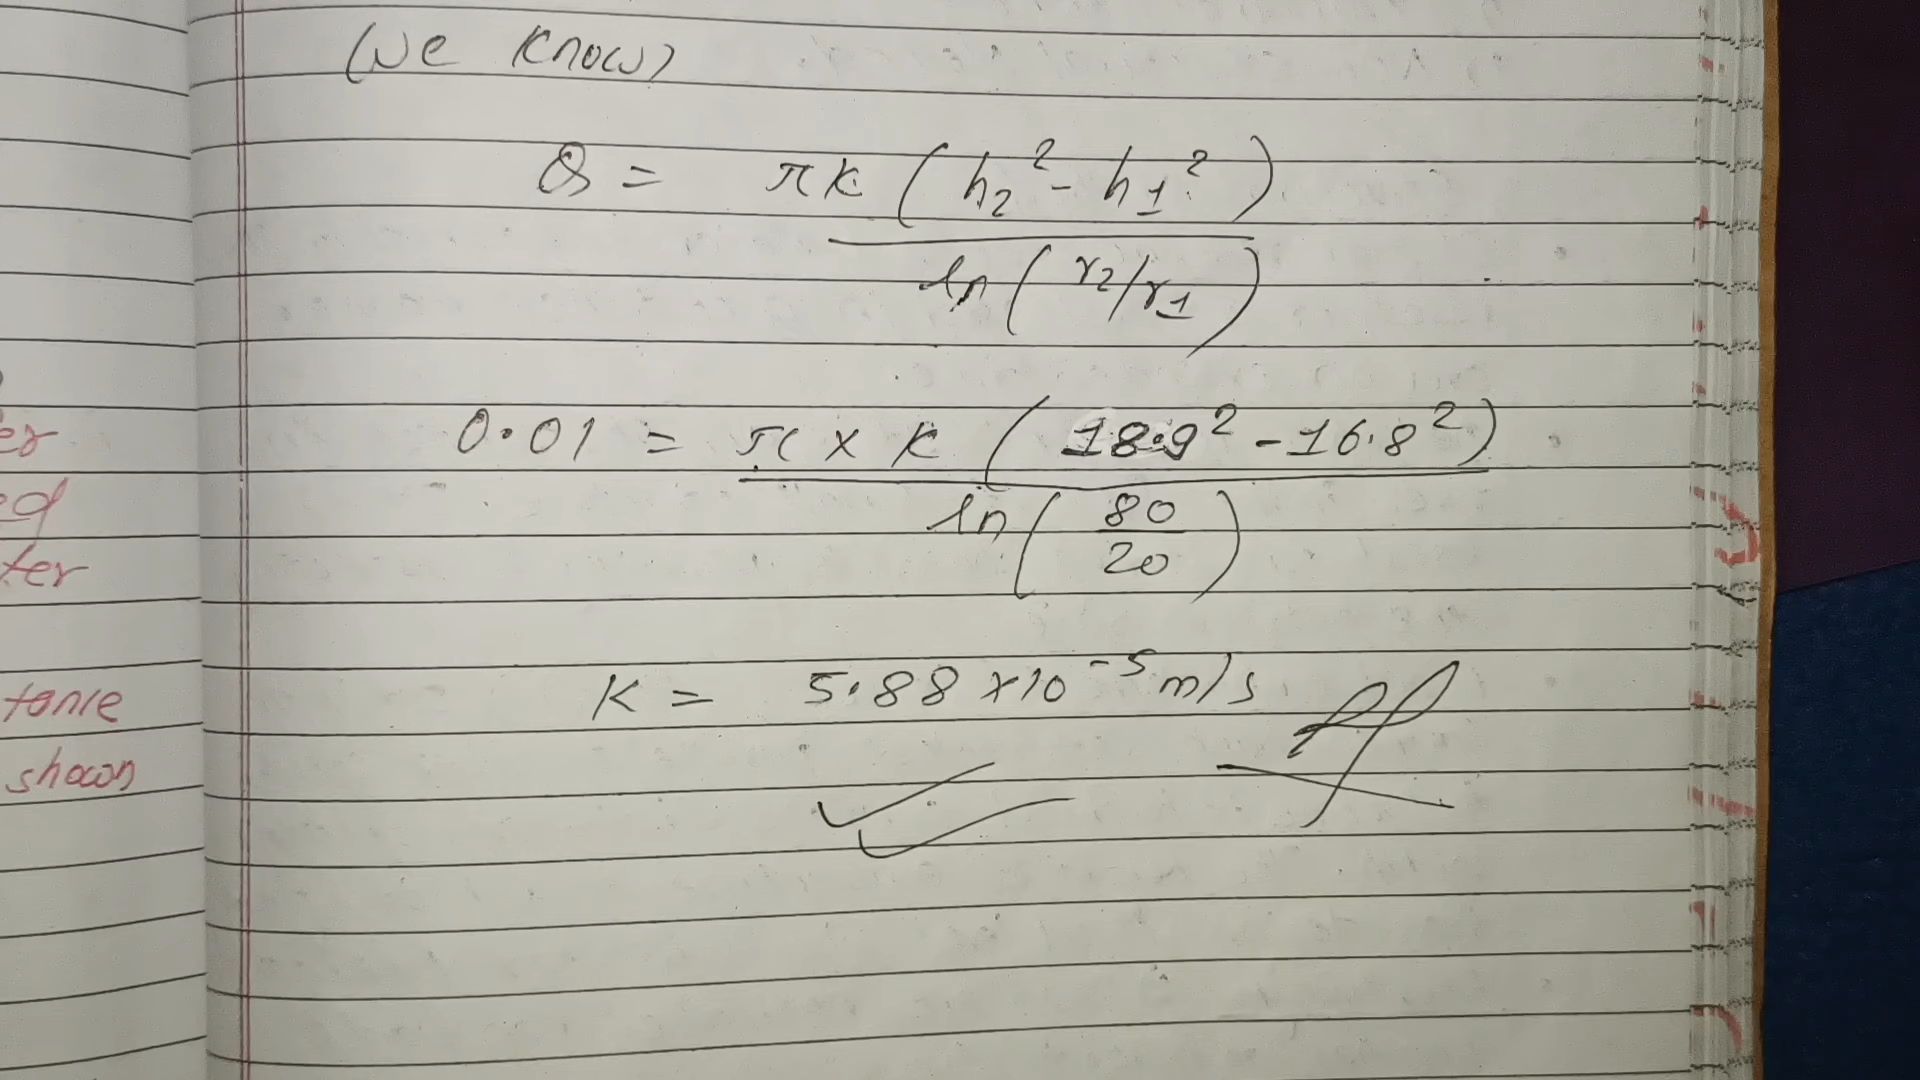 er
ed
ter
tance
shown
We know,
Q = πk (h₂² - h₁²)
ln (r₂/r₁)
0.01 = π × k (18.9² - 16.8²)
ln (80
20)
K = 5.88 × 10⁻⁵ m/s